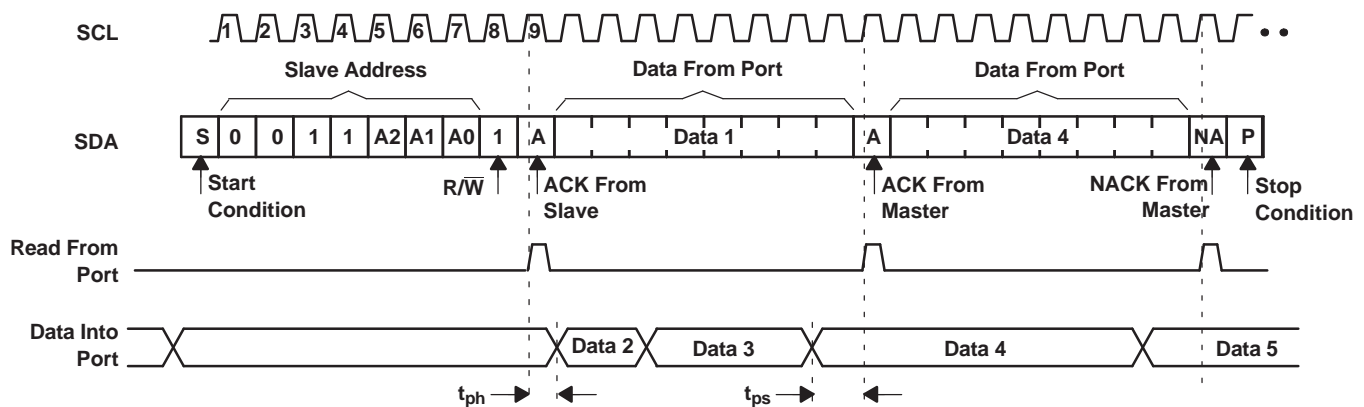 SCL 1 2 3 4 5 6 7 8 9
Slave Address Data From Port Data From Port
SDA S 0 0 1 1 A2 A1 A0 1 A Data 1 A Data 4 NA P
Start
Condition
R/W̅
ACK From
Slave
ACK From
Master
NACK From
Master
Stop
Condition
Read From
Port
Data Into
Port
Data 2 Data 3 Data 4 Data 5
tph tps